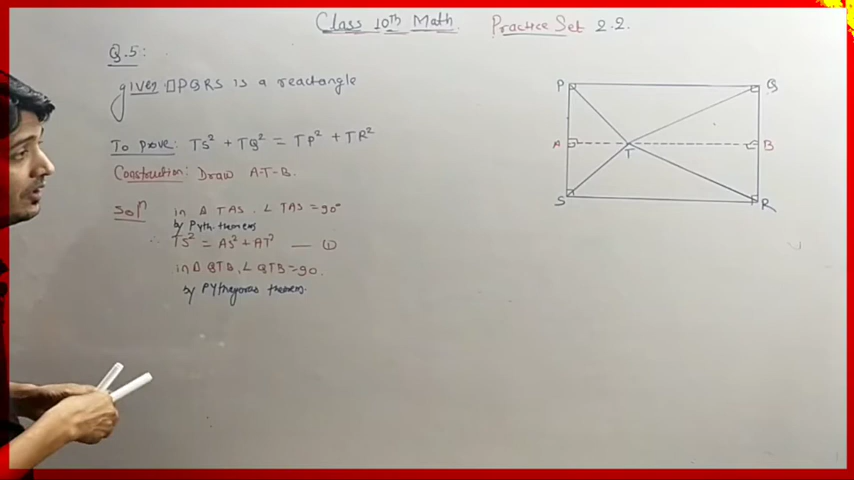 Class 10th Math. Practice Set 2.2.
Q.5:
given □PQRS is a reactangle
To prove: TS² + TQ² = TP² + TR²
Construction: Draw A-T-B.
Solⁿ in Δ TAS, ∠ TAS = 90°
by Pyth. theorem
∴ TS² = AS² + AT² — ①
in Δ QTB, ∠ QTB = 90.
by PYthagoras theorem.
P Q
A T B
S R